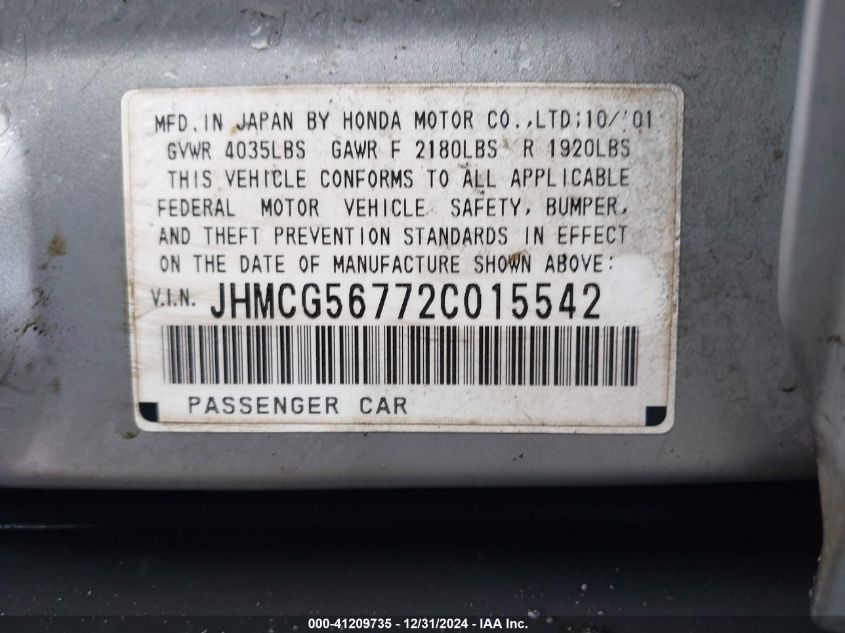 MFD. IN JAPAN BY HONDA MOTOR CO.,LTD;10/'01
GVWR 4035LBS GAWR F 2180LBS R 1920LBS
THIS VEHICLE CONFORMS TO ALL APPLICABLE
FEDERAL MOTOR VEHICLE SAFETY, BUMPER,
AND THEFT PREVENTION STANDARDS IN EFFECT
ON THE DATE OF MANUFACTURE SHOWN ABOVE:
V.I.N. JHMCG56772C015542
PASSENGER CAR
000-41209735 - 12/31/2024 - IAA Inc.